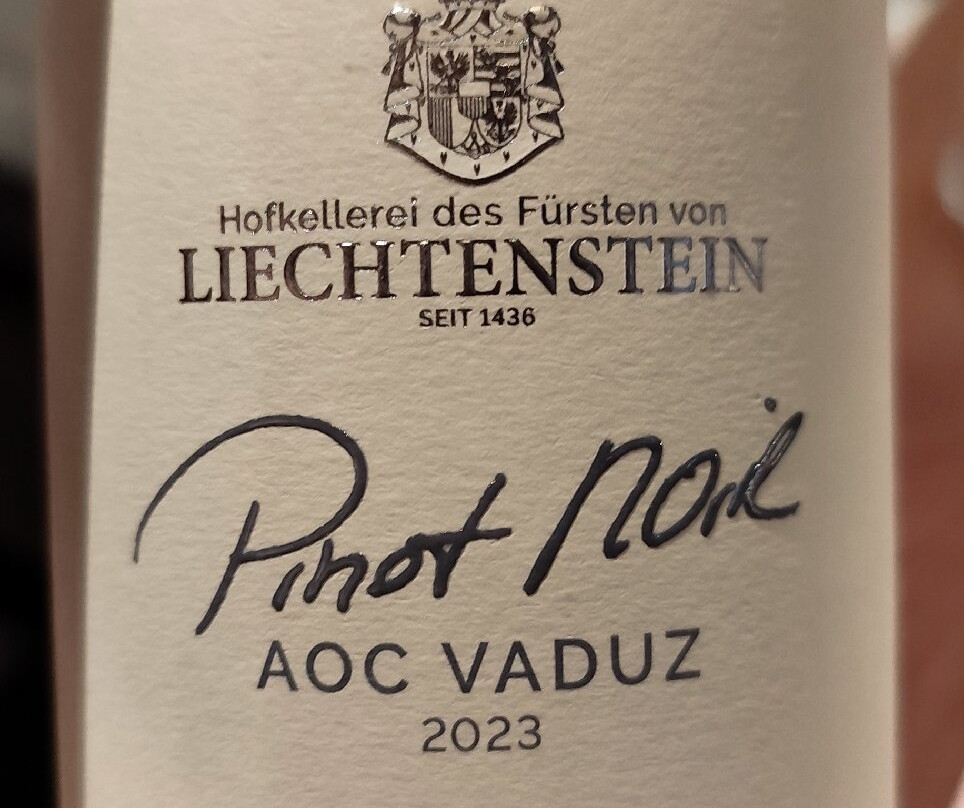 Hofkellerei des Fürsten von
LIECHTENSTEIN
SEIT 1436
Pinot Noir
AOC VADUZ
2023